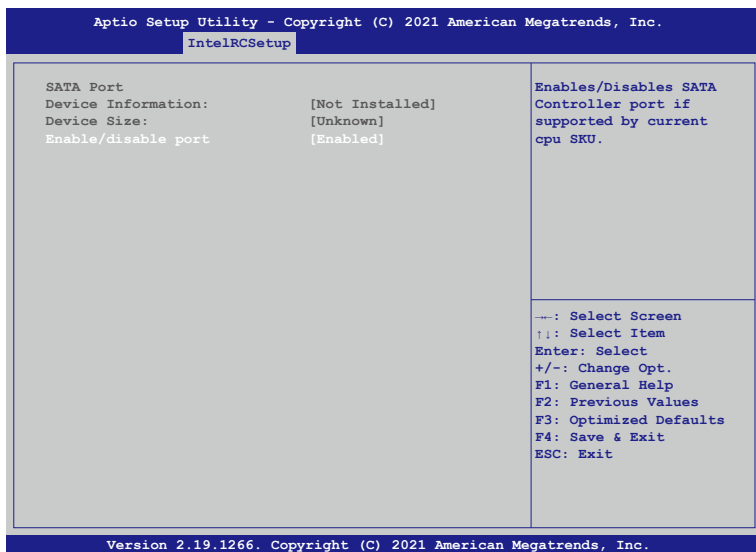 Aptio Setup Utility - Copyright (C) 2021 American Megatrends, Inc.
IntelRCSetup
SATA Port
Device Information: [Not Installed]
Device Size: [Unknown]
Enable/disable port [Enabled]
Enables/Disables SATA
Controller port if
supported by current
cpu SKU.
→←: Select Screen
↑↓: Select Item
Enter: Select
+/-: Change Opt.
F1: General Help
F2: Previous Values
F3: Optimized Defaults
F4: Save & Exit
ESC: Exit
Version 2.19.1266. Copyright (C) 2021 American Megatrends, Inc.